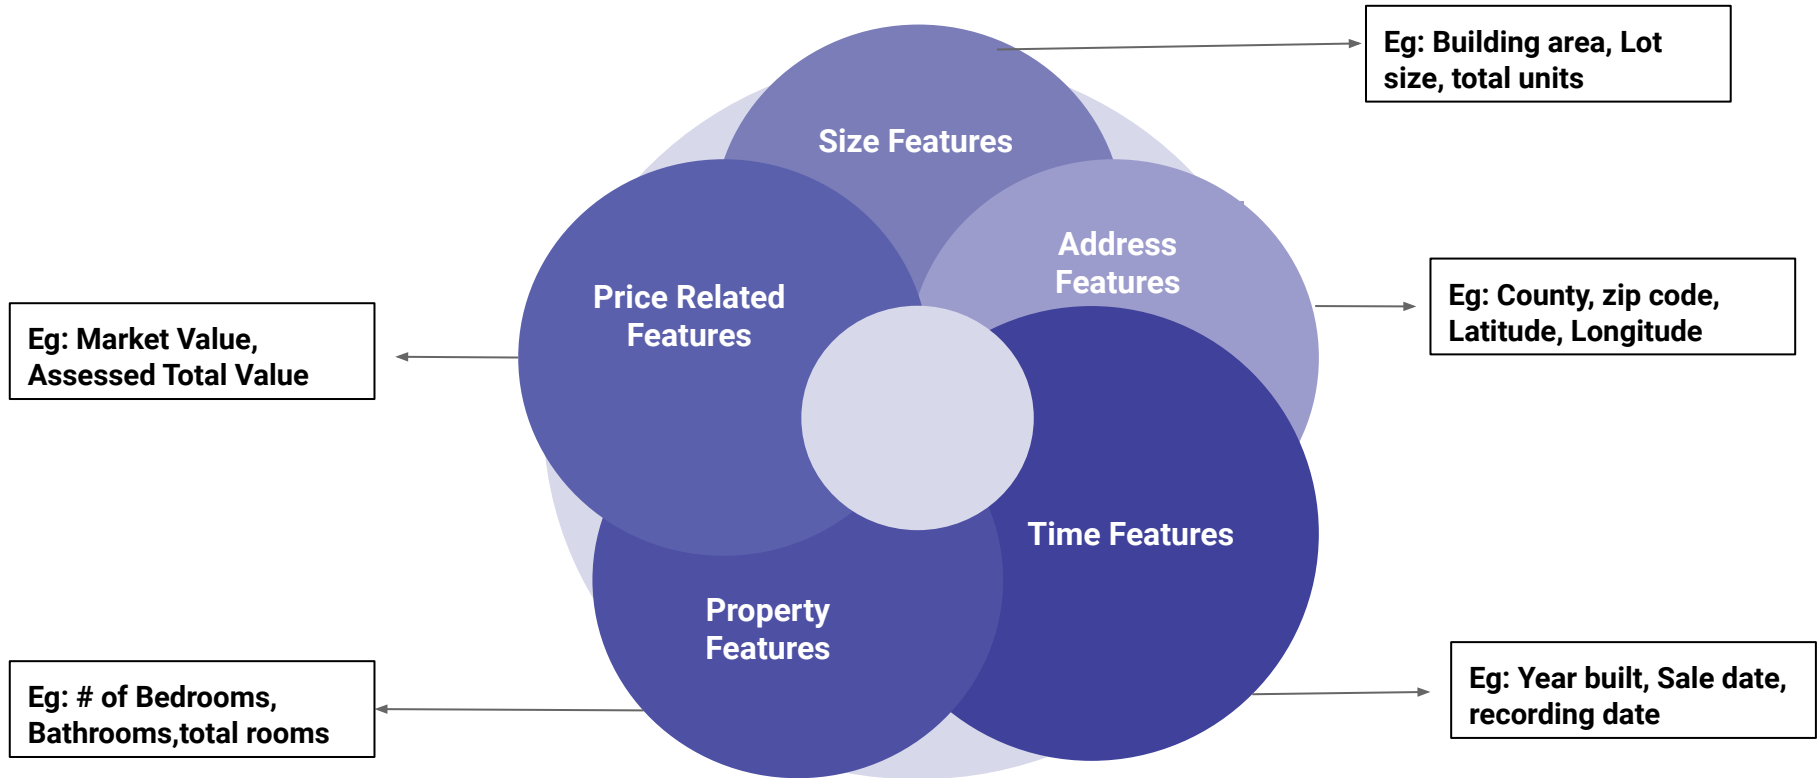 Eg: Building area, Lot
size, total units
Size Features
Address
Features
Price Related
Features
Eg: County, zip code,
Latitude, Longitude
Eg: Market Value,
Assessed Total Value
Time Features
Property
Features
Eg: # of Bedrooms,
Bathrooms,total rooms
Eg: Year built, Sale date,
recording date